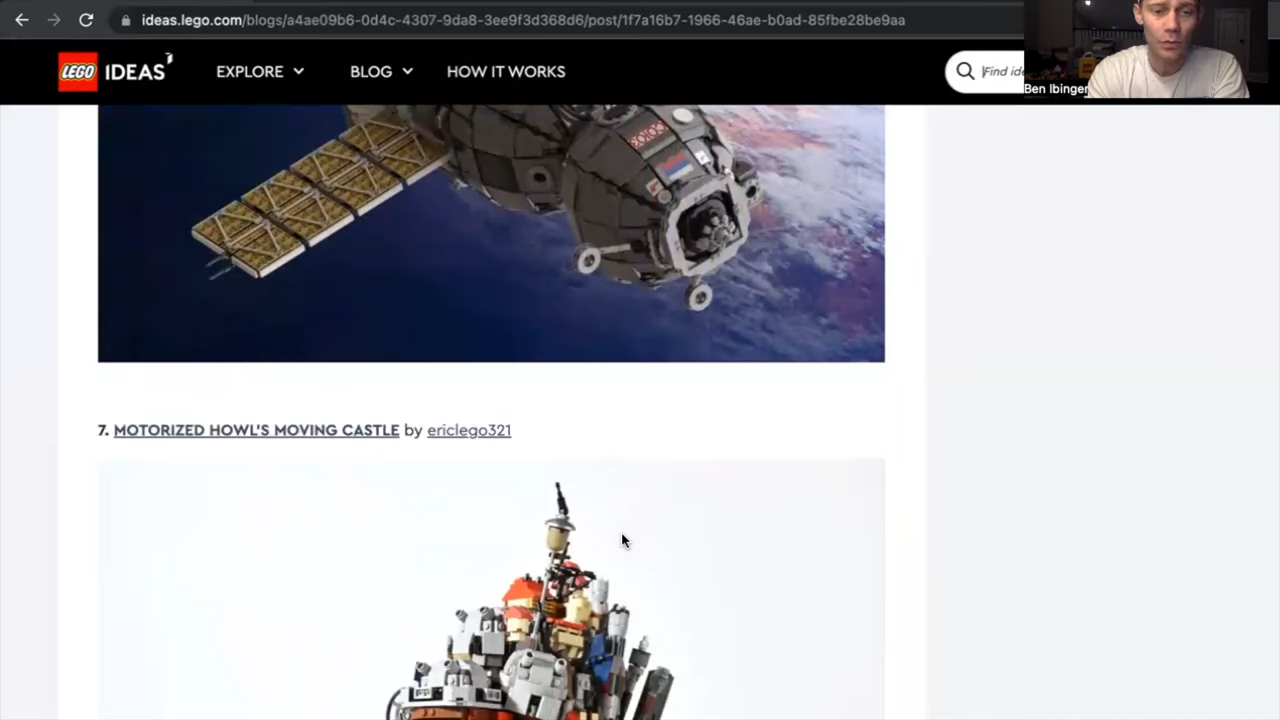 ideas.lego.com/blogs/a4ae09b6-0d4c-4307-9da8-3ee9f3d368d6/post/1f7a16b7-1966-46ae-b0ad-85fbe28be9aa
LEGO IDEAS EXPLORE BLOG HOW IT WORKS Find
Ben Ibinger
7. MOTORIZED HOWL'S MOVING CASTLE by ericlego321